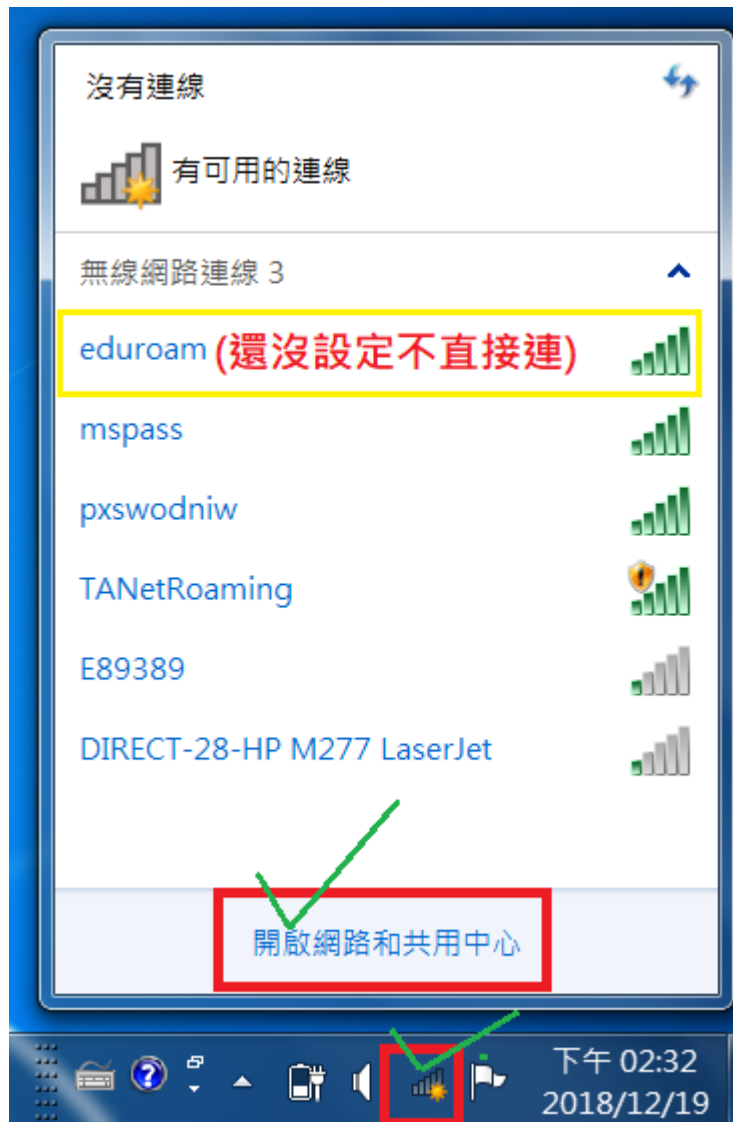 沒有連線
有可用的連線
無線網路連線 3
eduroam (還沒設定不直接連)
mspass
pxswodniw
TANetRoaming
E89389
DIRECT-28-HP M277 LaserJet
開啟網路和共用中心
下午 02:32
2018/12/19